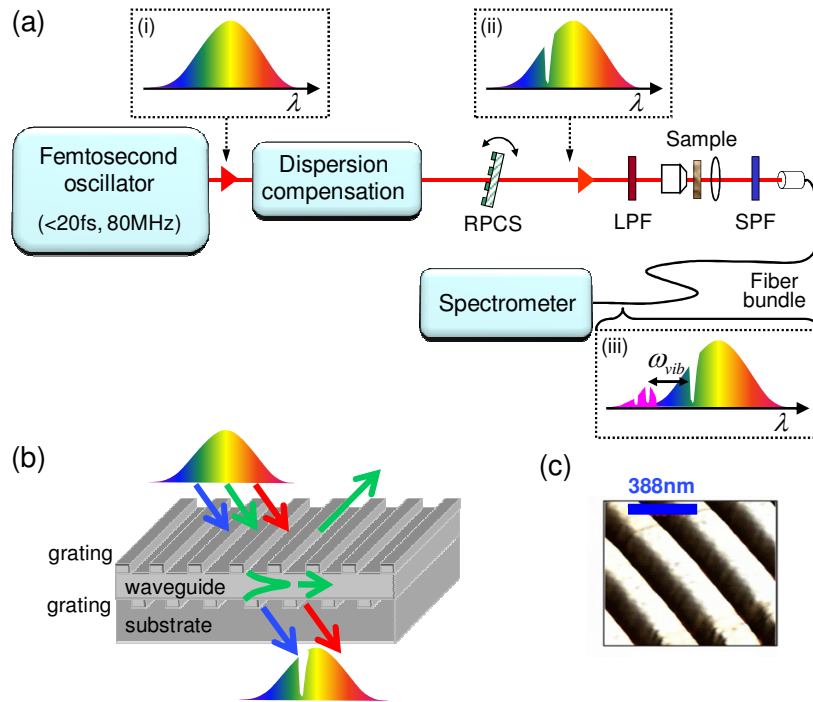 (a)
(i)
λ
(ii)
λ
Femtosecond
oscillator
(<20fs, 80MHz)
Dispersion
compensation
RPCS
LPF
Sample
SPF
Spectrometer
Fiber
bundle
(iii)
ω_vib
λ
(b)
grating
waveguide
grating
substrate
(c)
388nm